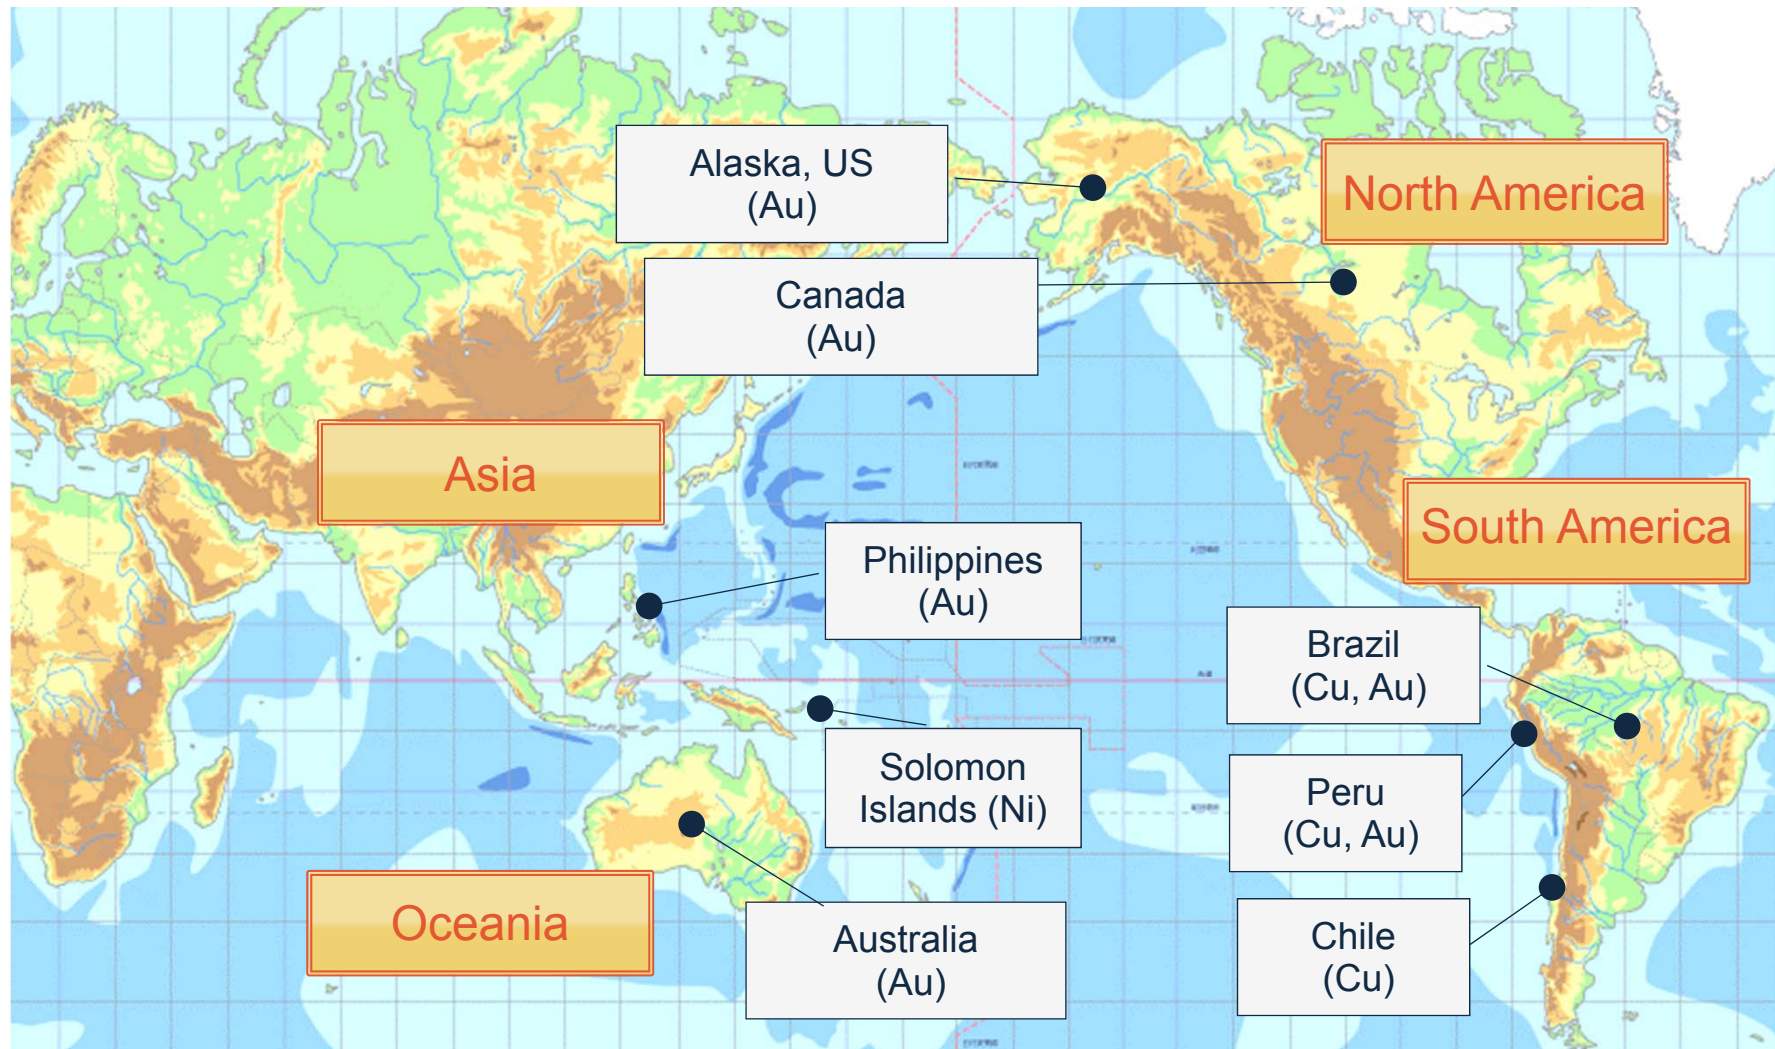 Alaska, US
(Au)
North America
Canada
(Au)
Asia
South America
Philippines
(Au)
Brazil
(Cu, Au)
Solomon
Islands (Ni)
Peru
(Cu, Au)
Oceania
Australia
(Au)
Chile
(Cu)